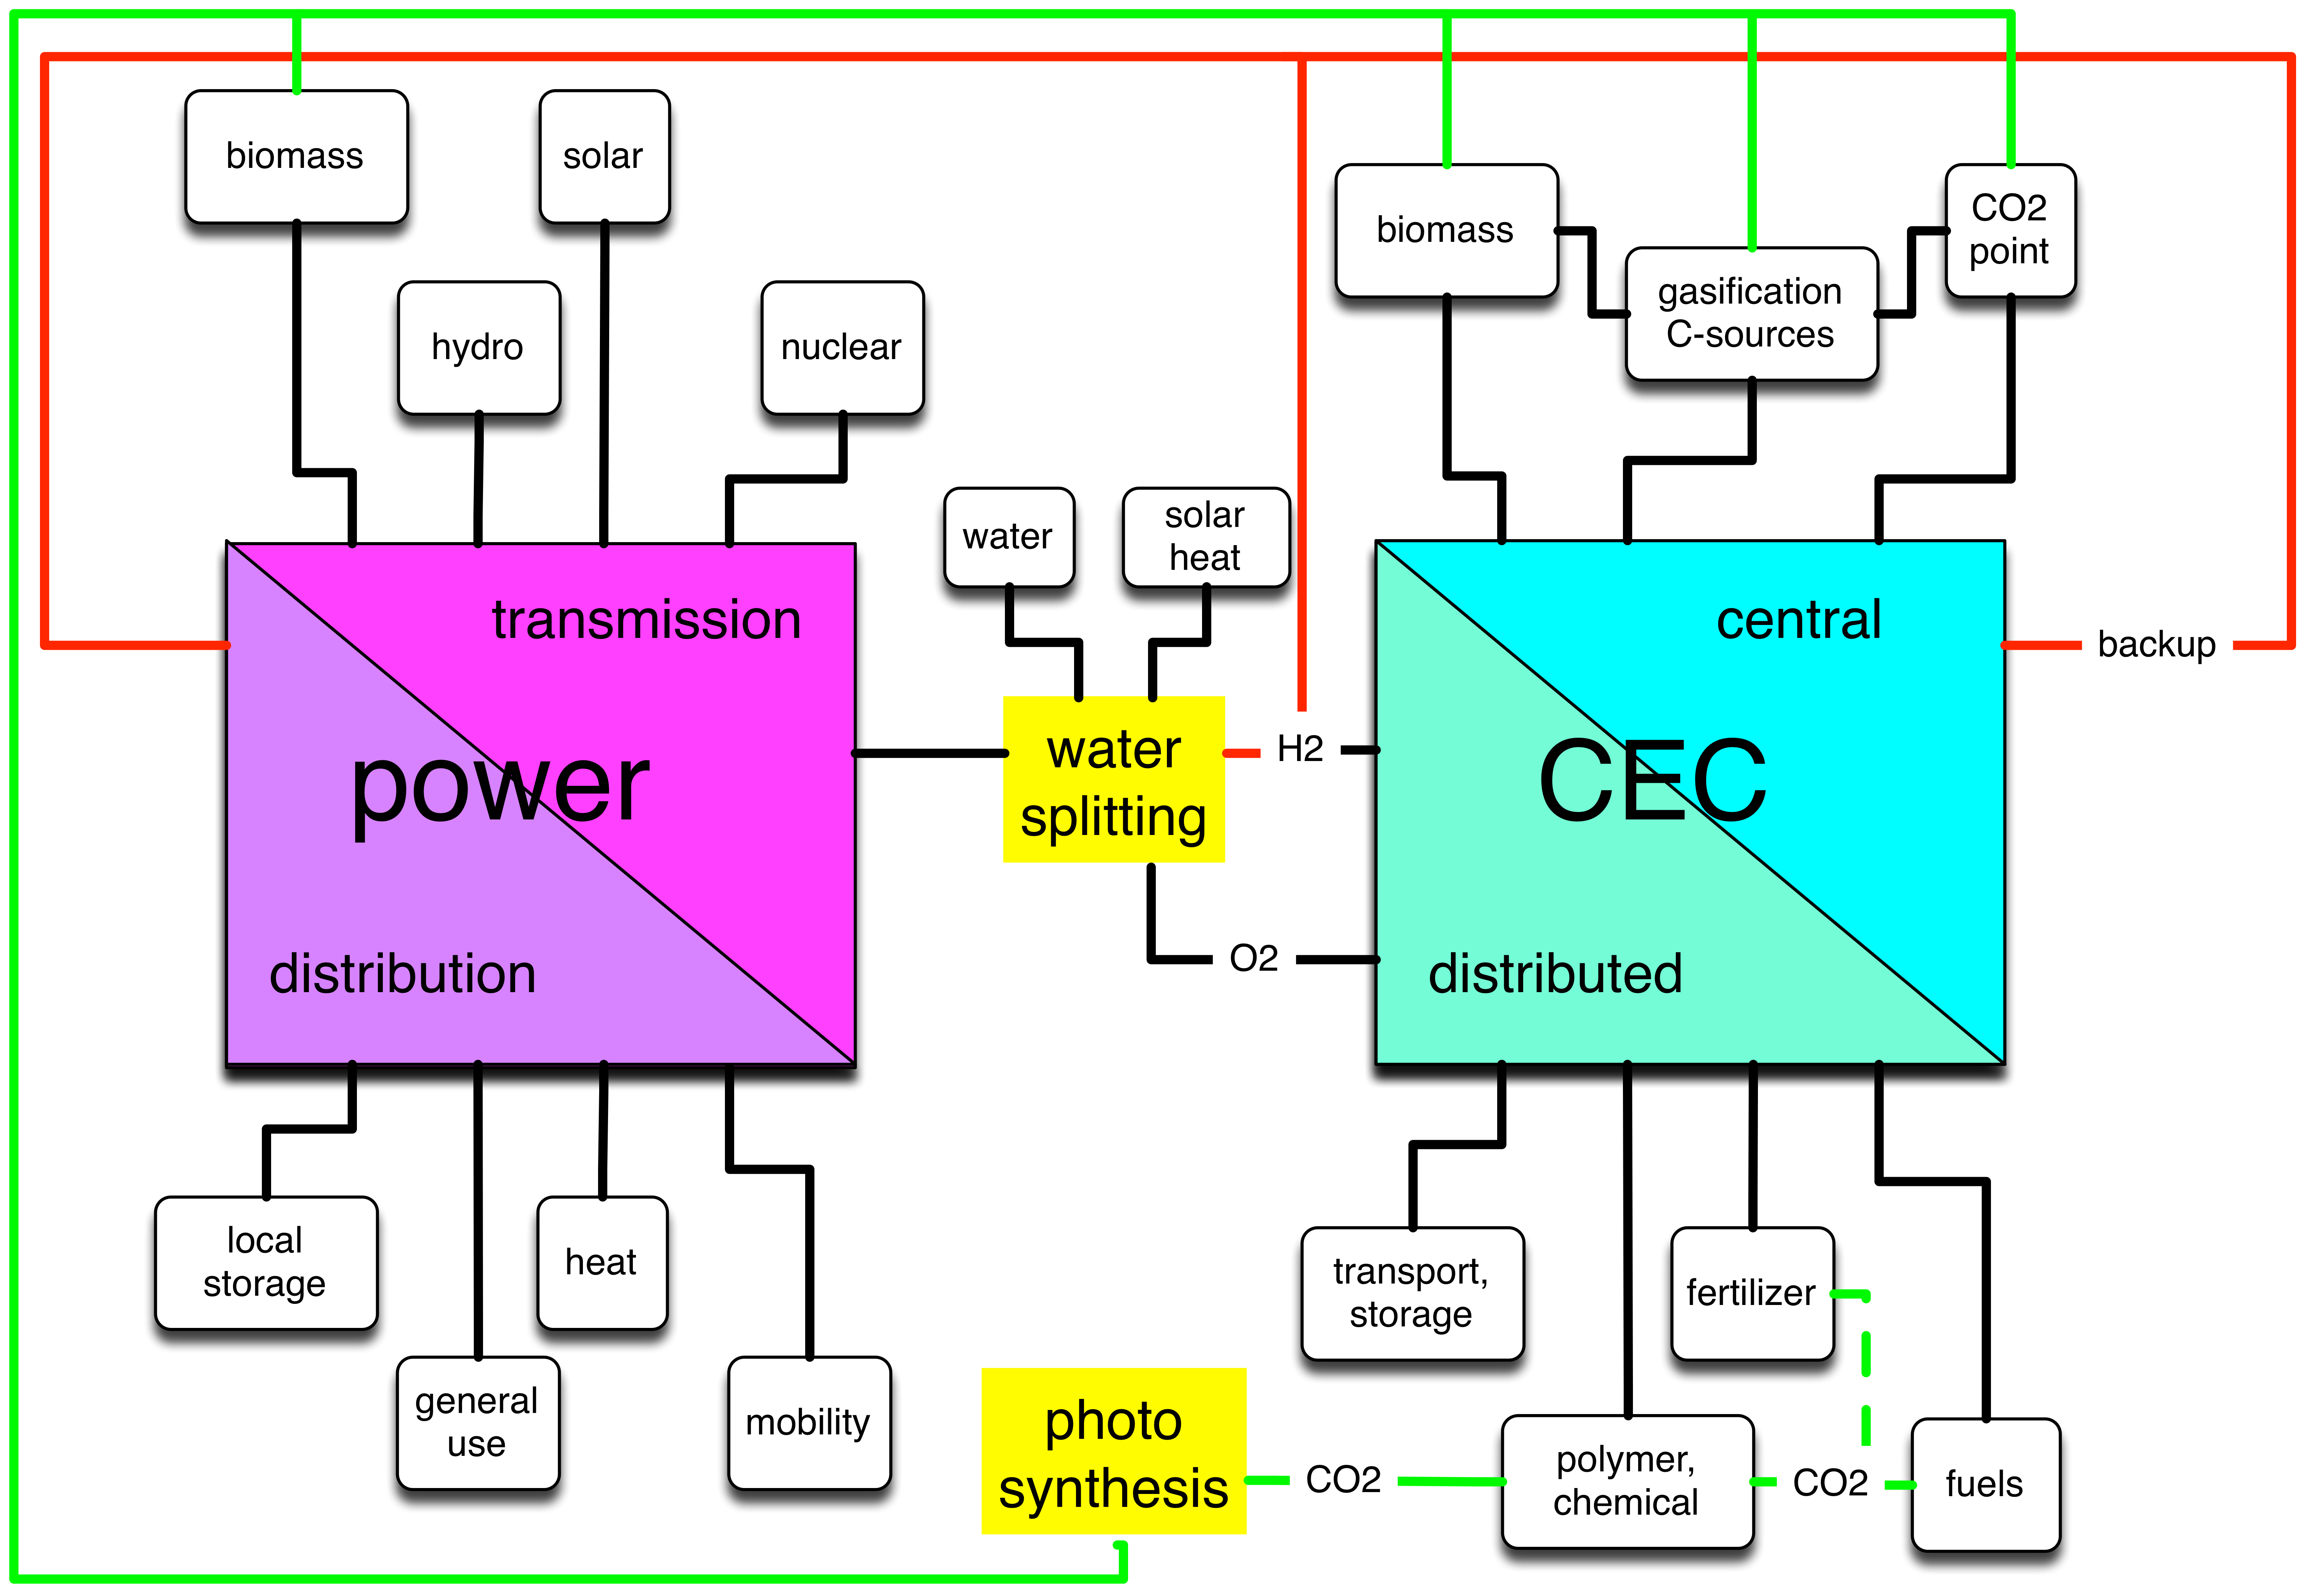 biomass
solar
hydro
nuclear
biomass
CO2
point
gasification
C-sources
water
solar
heat
transmission
power
distribution
water
splitting
H2
O2
central
CEC
distributed
backup
local
storage
general
use
heat
mobility
transport,
storage
fertilizer
photo
synthesis
CO2
polymer,
chemical
CO2
fuels